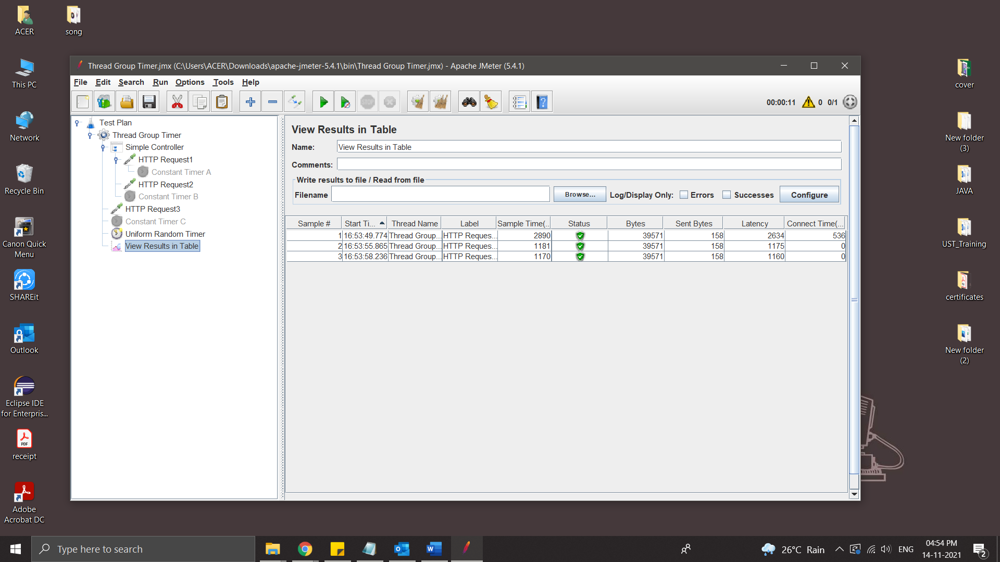 ACER
song
This PC
Network
Recycle Bin
Canon Quick
Menu
SHAREit
Outlook
Eclipse IDE
for Enterpris...
PDF
receipt
Adobe
Acrobat DC
Thread Group Timer.jmx (C:\Users\ACER\Downloads\apache-jmeter-5.4.1\bin\Thread Group Timer.jmx) - Apache JMeter (5.4.1)
File Edit Search Run Options Tools Help
STOP
00:00:11 0 0/1
Test Plan
Thread Group Timer
Simple Controller
HTTP Request1
Constant Timer A
HTTP Request2
Constant Timer B
HTTP Request3
Constant Timer C
Uniform Random Timer
View Results in Table
View Results in Table
Name: View Results in Table
Comments:
Write results to file / Read from file
Filename Browse... Log/Display Only: Errors Successes Configure
Sample # Start Ti... Thread Name Label Sample Time(.. Status Bytes Sent Bytes Latency Connect Time(...
1 16:53:49.774 Thread Group... HTTP Reques... 2890 39571 158 2634 536
2 16:53:55.865 Thread Group... HTTP Reques... 1181 39571 158 1175 0
3 16:53:58.236 Thread Group... HTTP Reques... 1170 39571 158 1160 0
cover
New folder
(3)
JAVA
UST_Training
certificates
New folder
(2)
Type here to search
26°C Rain
ENG
04:54 PM
14-11-2021
2